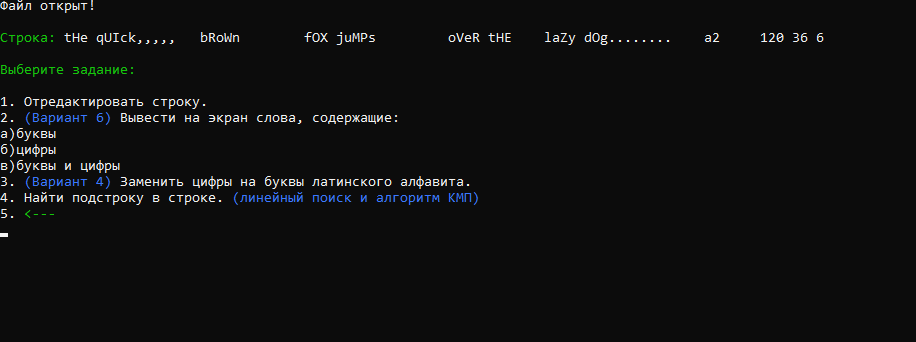 Файл открыт!
Строка: tHe qUIck,,,,,   bRoWn        fOX juMPs         oVeR tHE    laZy dOg........    a2     120 36 6
Выберите задание:
1. Отредактировать строку.
2. (Вариант 6) Вывести на экран слова, содержащие:
а)буквы
б)цифры
в)буквы и цифры
3. (Вариант 4) Заменить цифры на буквы латинского алфавита.
4. Найти подстроку в строке. (линейный поиск и алгоритм КМП)
5. <---